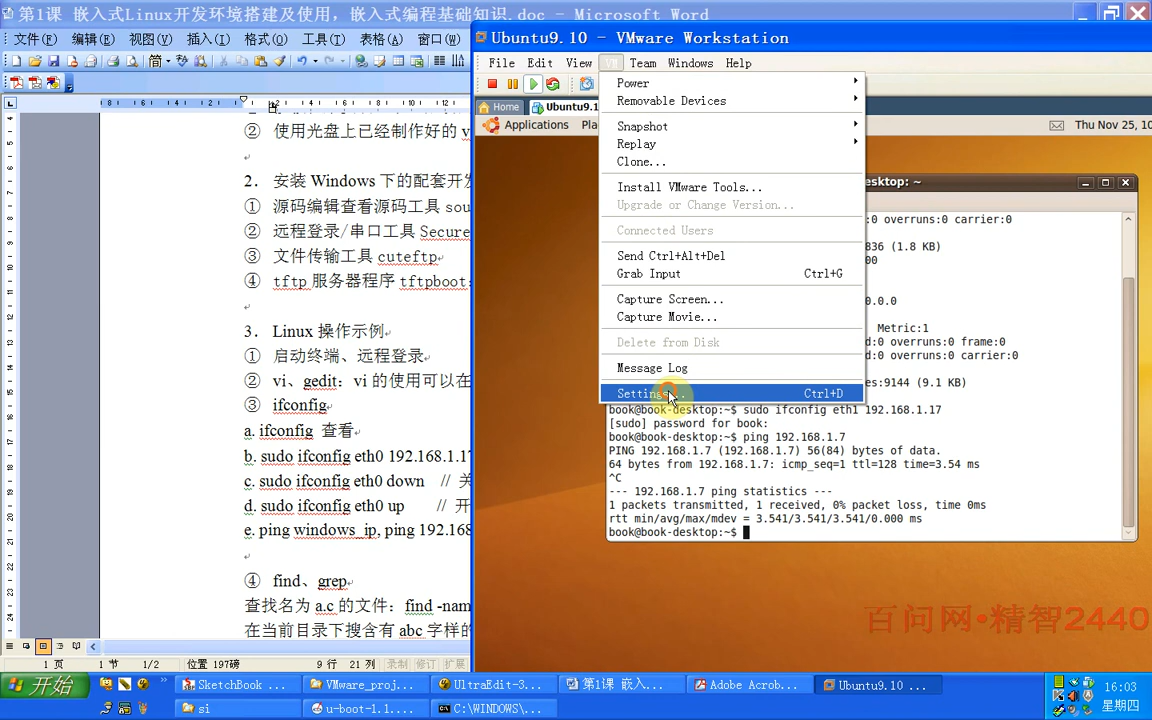 第1课 嵌入式Linux开发环境搭建及使用，嵌入式编程基础知识.doc - Microsoft Word
文件(F) 编辑(E) 视图(V) 插入(I) 格式(O) 工具(T) 表格(A) 窗口(W)
② 使用光盘上已经制作好的 v
2. 安装 Windows 下的配套开发
① 源码编辑查看源码工具 sou
② 远程登录/串口工具 Secure
③ 文件传输工具 cuteftp
④ tftp 服务器程序 tftpboot
3. Linux 操作示例
① 启动终端、远程登录
② vi、gedit：vi 的使用可以在
③ ifconfig
a. ifconfig 查看
b. sudo ifconfig eth0 192.168.1.17
c. sudo ifconfig eth0 down // 关
d. sudo ifconfig eth0 up // 开
e. ping windows_ip, ping 192.168
④ find、grep
查找名为 a.c 的文件：find -nam
在当前目录下搜含有 abc 字样的
1 页 1 节 1/2 位置 197磅 9 行 21 列 录制 修订 扩展
Ubuntu9.10 - VMware Workstation
File Edit View VM Team Windows Help
Home Ubuntu9.1
Applications Pla
Thu Nov 25, 10
Power
Removable Devices
Snapshot
Replay
Clone...
Install VMware Tools...
Upgrade or Change Version...
Connected Users
Send Ctrl+Alt+Del
Grab Input Ctrl+G
Capture Screen...
Capture Movie...
Delete from Disk
Message Log
Setting Ctrl+D
esktop: ~
:0 overruns:0 carrier:0
836 (1.8 KB)
00
.0.0.0
Metric:1
d:0 overruns:0 frame:0
:0 overruns:0 carrier:0
es:9144 (9.1 KB)
book@book-desktop:~$ sudo ifconfig eth1 192.168.1.17
[sudo] password for book:
book@book-desktop:~$ ping 192.168.1.7
PING 192.168.1.7 (192.168.1.7) 56(84) bytes of data.
64 bytes from 192.168.1.7: icmp_seq=1 ttl=128 time=3.54 ms
^C
--- 192.168.1.7 ping statistics ---
1 packets transmitted, 1 received, 0% packet loss, time 0ms
rtt min/avg/max/mdev = 3.541/3.541/3.541/0.000 ms
book@book-desktop:~$
百问网•精智2440
开始 SketchBook ... VMware_proj... UltraEdit-3... 第1课 嵌入... Adobe Acrob... Ubuntu9.10 ...
si u-boot-1.1.... C:\WINDOWS\...
16:03
星期四